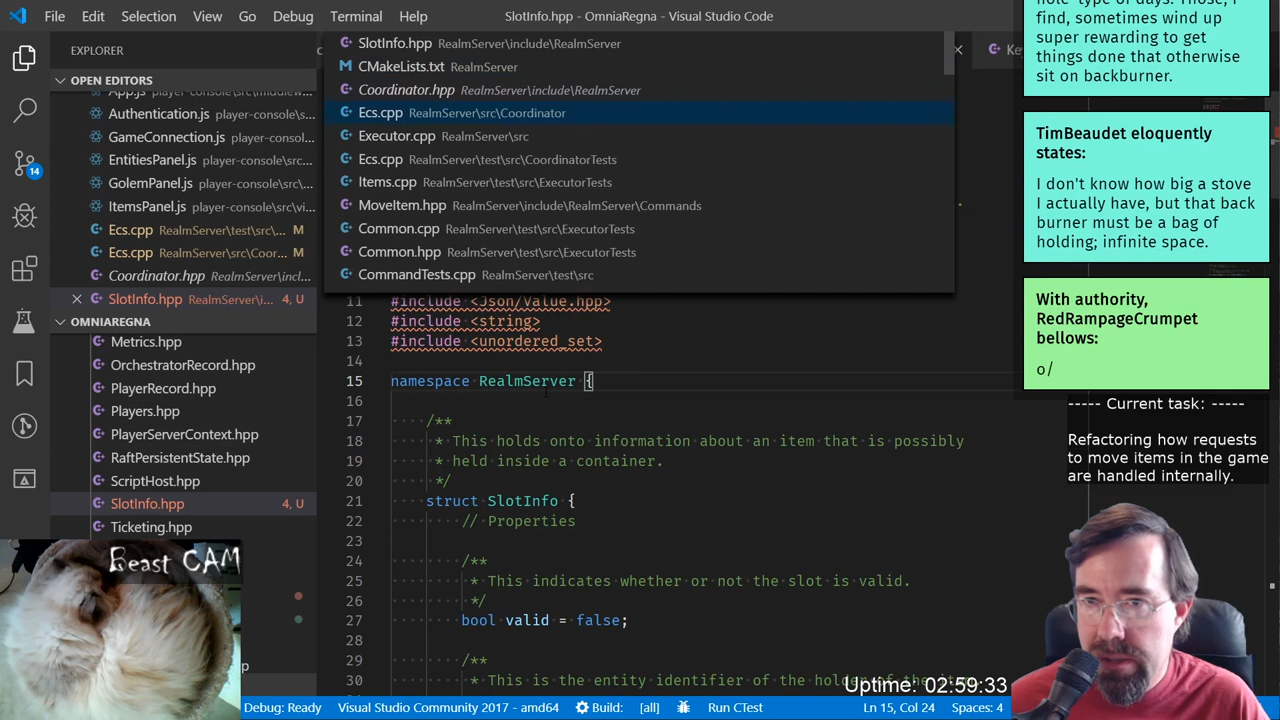 File Edit Selection View Go Debug Terminal Help
SlotInfo.hpp - OmniaRegna - Visual Studio Code
EXPLORER
OPEN EDITORS
App.js player-console\src\middlew...
Authentication.js player-cons...
GameConnection.js player-...
EntitiesPanel.js player-conso...
GolemPanel.js player-consol...
ItemsPanel.js player-src\vi...
Ecs.cpp RealmServer\test\src\... M
Ecs.cpp RealmServer\src\Coor... M
Coordinator.hpp RealmServer\incl...
SlotInfo.hpp RealmServer\i... 4, U
OMNIAREGNA
Metrics.hpp
OrchestratorRecord.hpp
PlayerRecord.hpp
Players.hpp
PlayerServerContext.hpp
RaftPersistentState.hpp
ScriptHost.hpp
SlotInfo.hpp 4, U
Ticketing.hpp
14
SlotInfo.hpp RealmServer\include\RealmServer
CMakeLists.txt RealmServer
Coordinator.hpp RealmServer\include\RealmServer
Ecs.cpp RealmServer\src\Coordinator
Executor.cpp RealmServer\src
Ecs.cpp RealmServer\test\src\CoordinatorTests
Items.cpp RealmServer\test\src\ExecutorTests
MoveItem.hpp RealmServer\include\RealmServer\Commands
Common.cpp RealmServer\test\src\ExecutorTests
Common.hpp RealmServer\test\src\ExecutorTests
CommandTests.cpp RealmServer\test\src
11 #include <Json/Value.hpp>
12 #include <string>
13 #include <unordered_set>
14
15 namespace RealmServer {
16
17 /**
18 * This holds onto information about an item that is possibly
19 * held inside a container.
20 */
21 struct SlotInfo {
22 // Properties
23
24 /**
25 * This indicates whether or not the slot is valid.
26 */
27 bool valid = false;
28
29 /**
30 * This is the entity identifier of the holder of the item,
find, sometimes wind up
super rewarding to get
things done that otherwise
sit on backburner.
TimBeaudet eloquently
states:
I don't know how big a stove
I actually have, but that back
burner must be a bag of
holding; infinite space.
With authority,
RedRampageCrumpet
bellows:
o/
----- Current task: -----
Refactoring how requests
to move items in the game
are handled internally.
Beast CAM
Uptime: 02:59:33
Debug: Ready Visual Studio Community 2017 - amd64 Build: [all] Run CTest Ln 15, Col 24 Spaces: 4